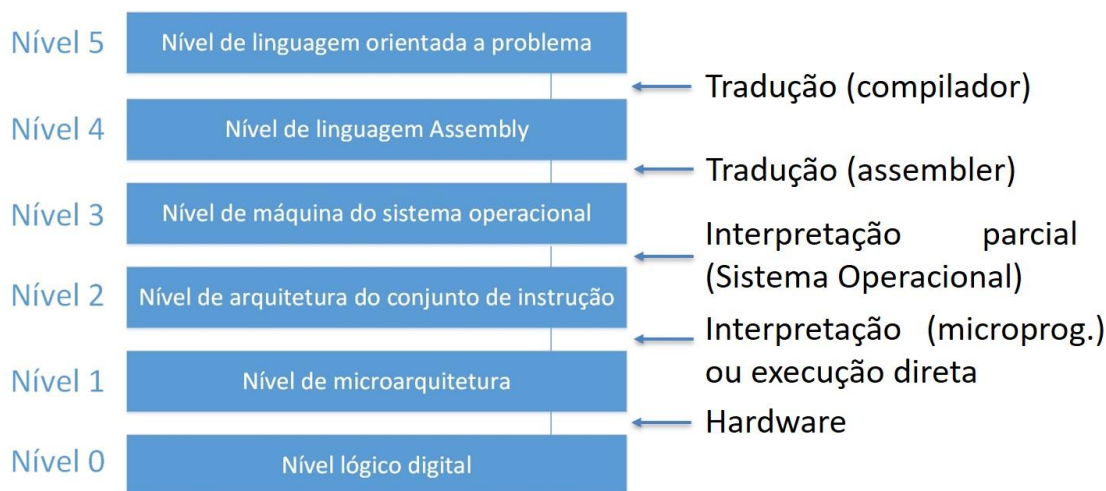 Nível 5
Nível de linguagem orientada a problema
Tradução (compilador)
Nível 4
Nível de linguagem Assembly
Tradução (assembler)
Nível 3
Nível de máquina do sistema operacional
Interpretação parcial
(Sistema Operacional)
Nível 2
Nível de arquitetura do conjunto de instrução
Interpretação (microprog.)
ou execução direta
Nível 1
Nível de microarquitetura
Hardware
Nível 0
Nível lógico digital